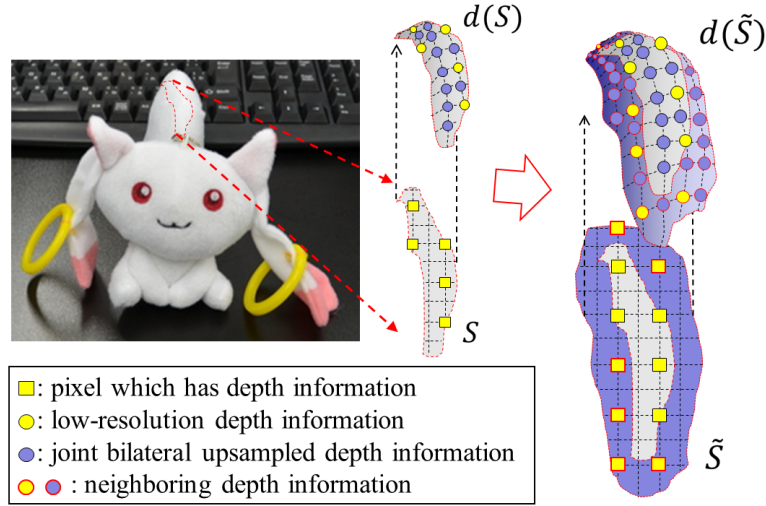 d(S)
d(S̃)
S
S̃
: pixel which has depth information
: low-resolution depth information
: joint bilateral upsampled depth information
: neighboring depth information